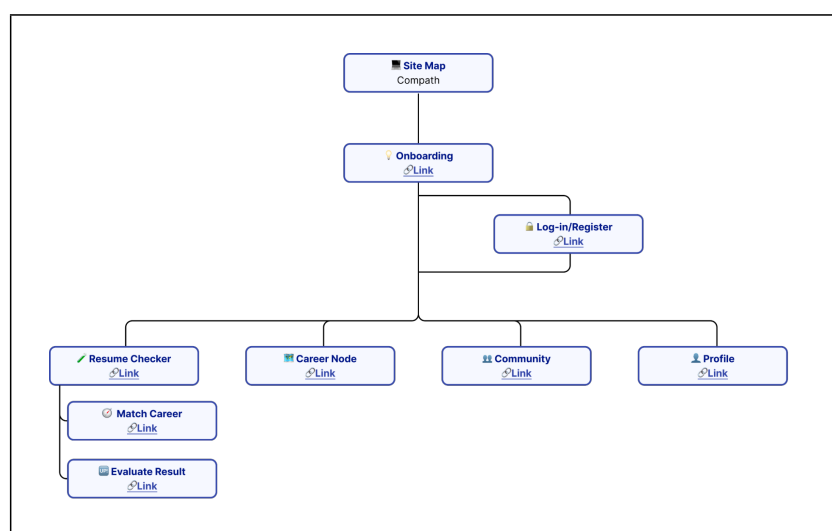 Site Map
Compath
Onboarding
Link
Log-in/Register
Link
Resume Checker
Link
Career Node
Link
Community
Link
Profile
Link
Match Career
Link
UP!
Evaluate Result
Link